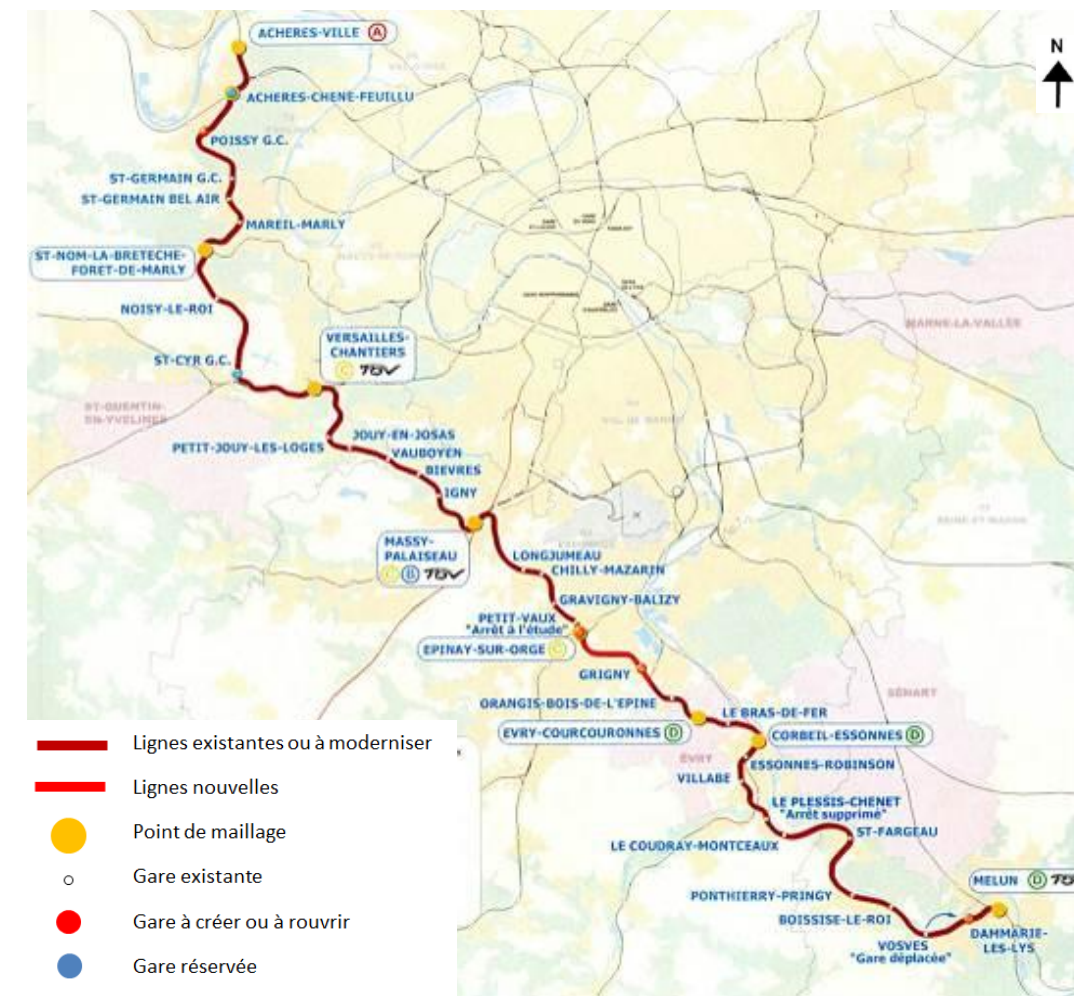 N
ACHERES-VILLE A
ACHERES-CHENE-FEUILLU
POISSY G.C.
ST-GERMAIN G.C.
ST-GERMAIN BEL AIR
MAREIL-MARLY
ST-NOM-LA-BRETECHE-
FORET-DE-MARLY
NOISY-LE-ROI
MARNE-LA-VALLÉE
VERSAILLES-
CHANTIERS
C TGV
ST-CYR G.C.
ST-QUENTIN-
EN-YVELINES
JOUY-EN-JOSAS
PETIT-JOUY-LES-LOGES
VAUBOYEN
BIEVRES
IGNY
MASSY-
PALAISEAU
C B TGV
LONGJUMEAU
CHILLY-MAZARIN
GRAVIGNY-BALIZY
PETIT-VAUX
"Arrêt à l'étude"
EPINAY-SUR-ORGE C
GRIGNY
SÉNART
ORANGIS-BOIS-DE-L'EPINE
LE BRAS-DE-FER
EVRY-COURCOURONNES D
CORBEIL-ESSONNES D
ÉVRY
ESSONNES-ROBINSON
VILLABE
LE PLESSIS-CHENET
"Arrêt supprimé"
ST-FARGEAU
LE COUDRAY-MONTCEAUX
MELUN D
PONTHIERRY-PRINGY
BOISSISE-LE-ROI
DAMMARIE-
LES-LYS
VOSVES
"Gare déplacée"
Lignes existantes ou à moderniser
Lignes nouvelles
Point de maillage
Gare existante
Gare à créer ou à rouvrir
Gare réservée